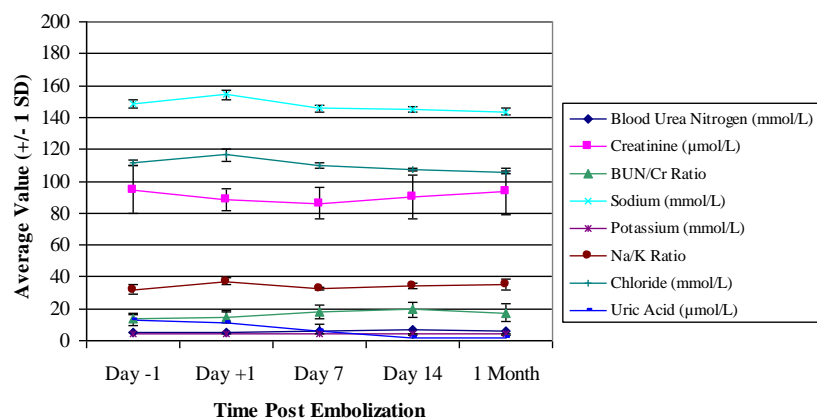 200
180
160
140
120
100
80
60
40
20
0
Average Value (+/- 1 SD)
Day -1 Day +1 Day 7 Day 14 1 Month
Time Post Embolization
Blood Urea Nitrogen (mmol/L)
Creatinine (µmol/L)
BUN/Cr Ratio
Sodium (mmol/L)
Potassium (mmol/L)
Na/K Ratio
Chloride (mmol/L)
Uric Acid (µmol/L)